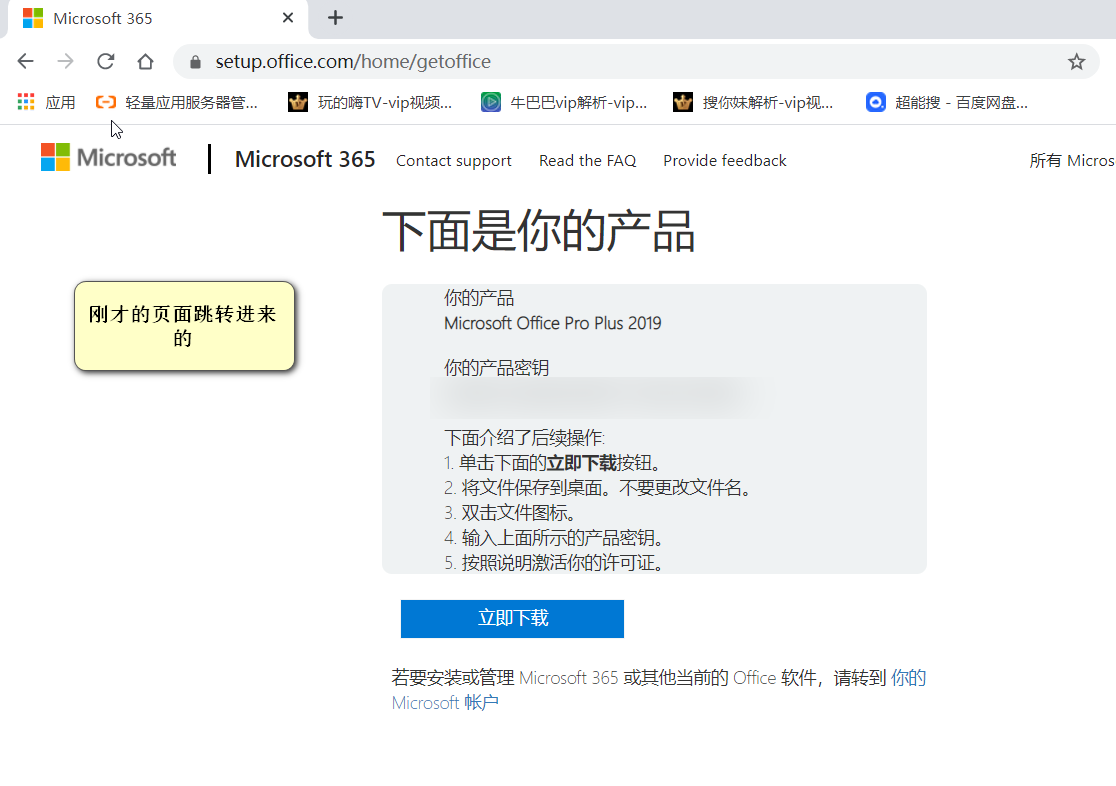 Microsoft 365
setup.office.com/home/getoffice
应用
轻量应用服务器管...
玩的嗨TV-vip视频...
牛巴巴vip解析-vip...
搜你妹解析-vip视...
超能搜 - 百度网盘...
Microsoft
Microsoft 365
Contact support
Read the FAQ
Provide feedback
所有 Micros
下面是你的产品
刚才的页面跳转进来
的
你的产品
Microsoft Office Pro Plus 2019
你的产品密钥
下面介绍了后续操作:
1. 单击下面的立即下载按钮。
2. 将文件保存到桌面。不要更改文件名。
3. 双击文件图标。
4. 输入上面所示的产品密钥。
5. 按照说明激活你的许可证。
立即下载
若要安装或管理 Microsoft 365 或其他当前的 Office 软件，请转到 你的
Microsoft 帐户